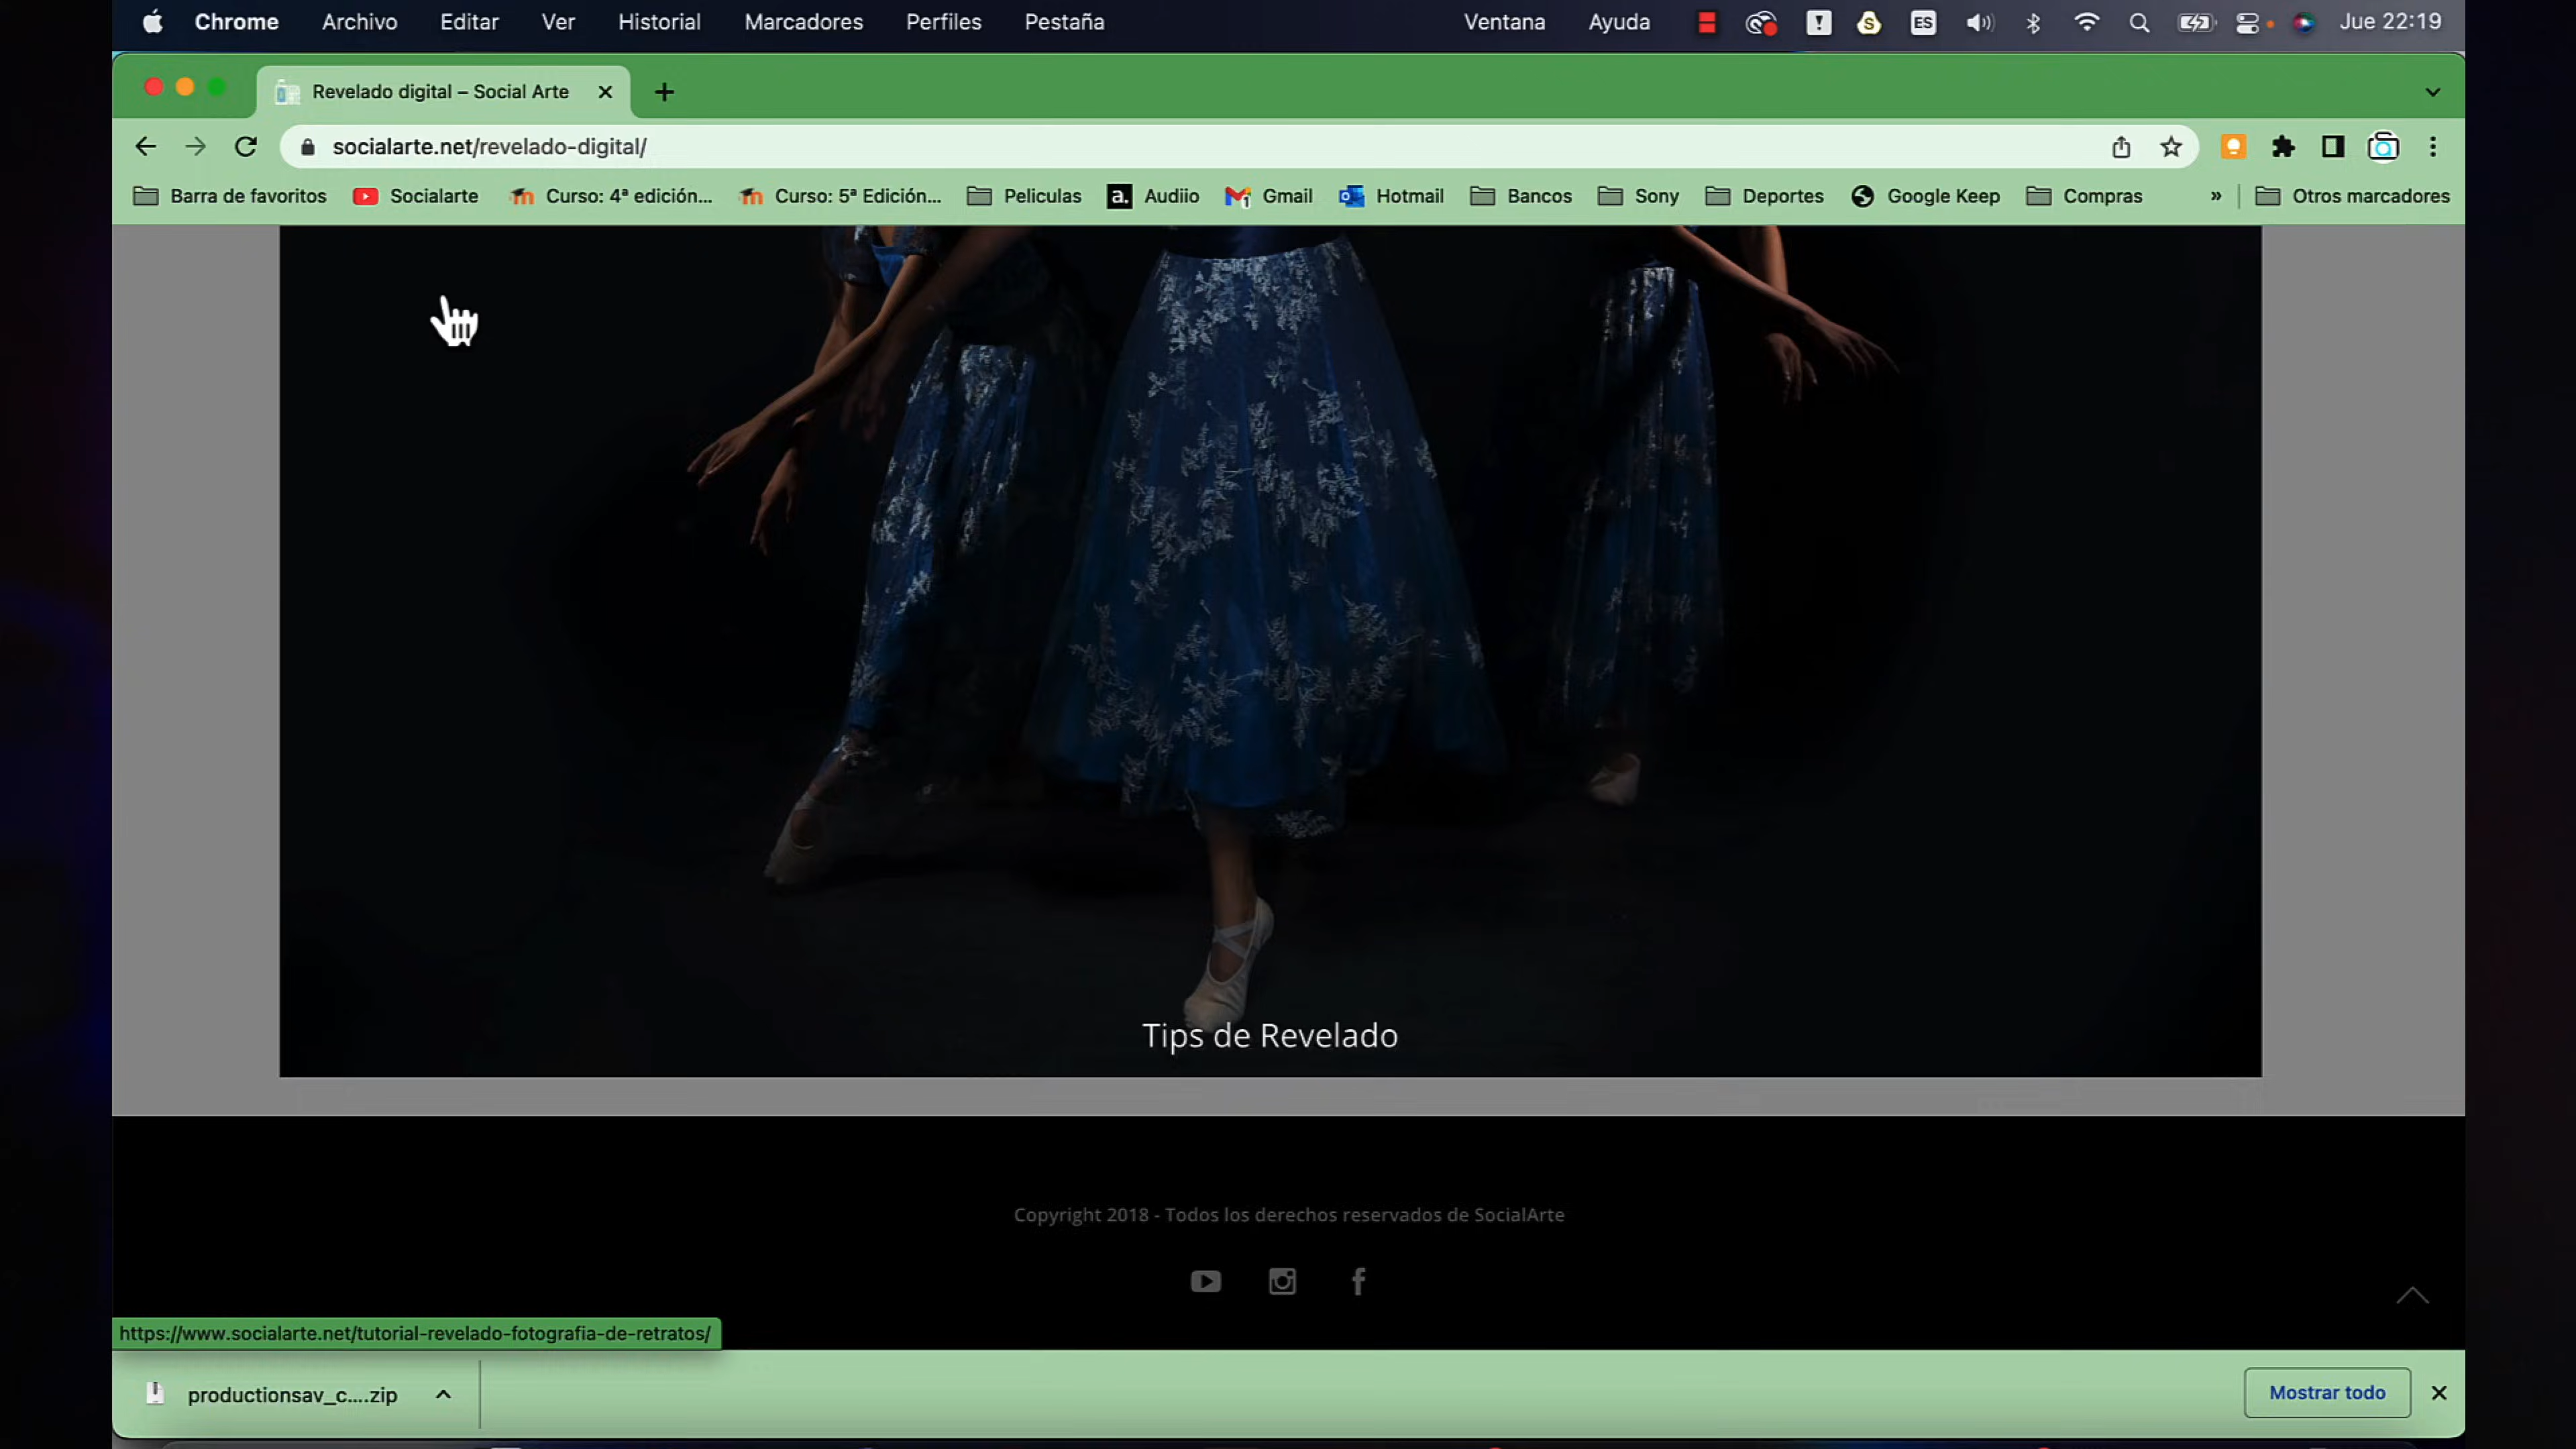 Chrome Archivo Editar Ver Historial Marcadores Perfiles Pestaña Ventana Ayuda S ES Jue 22:19
Revelado digital – Social Arte
socialarte.net/revelado-digital/
Barra de favoritos Socialarte Curso: 4ª edición... Curso: 5ª Edición... Peliculas a. Audiio Gmail Hotmail Bancos Sony Deportes Google Keep Compras » Otros marcadores
Tips de Revelado
Copyright 2018 - Todos los derechos reservados de SocialArte
https://www.socialarte.net/tutorial-revelado-fotografia-de-retratos/
productionsav_c....zip Mostrar todo